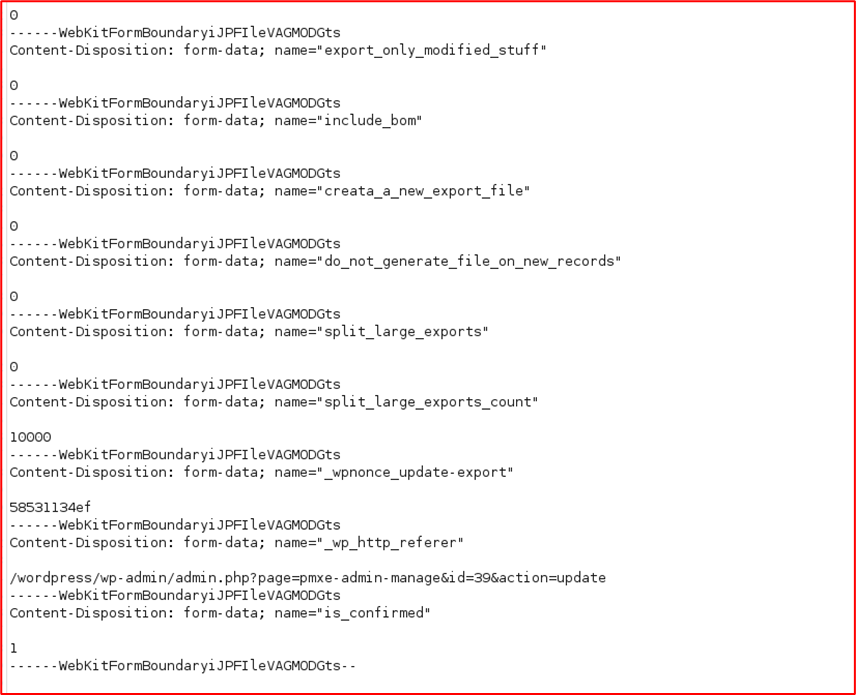 0
------WebKitFormBoundaryiJPFIleVAGMODGts
Content-Disposition: form-data; name="export_only_modified_stuff"
0
------WebKitFormBoundaryiJPFIleVAGMODGts
Content-Disposition: form-data; name="include_bom"
0
------WebKitFormBoundaryiJPFIleVAGMODGts
Content-Disposition: form-data; name="creata_a_new_export_file"
0
------WebKitFormBoundaryiJPFIleVAGMODGts
Content-Disposition: form-data; name="do_not_generate_file_on_new_records"
0
------WebKitFormBoundaryiJPFIleVAGMODGts
Content-Disposition: form-data; name="split_large_exports"
0
------WebKitFormBoundaryiJPFIleVAGMODGts
Content-Disposition: form-data; name="split_large_exports_count"
10000
------WebKitFormBoundaryiJPFIleVAGMODGts
Content-Disposition: form-data; name="_wpnonce_update-export"
58531134ef
------WebKitFormBoundaryiJPFIleVAGMODGts
Content-Disposition: form-data; name="_wp_http_referer"
/wordpress/wp-admin/admin.php?page=pmxe-admin-manage&id=39&action=update
------WebKitFormBoundaryiJPFIleVAGMODGts
Content-Disposition: form-data; name="is_confirmed"
1
------WebKitFormBoundaryiJPFIleVAGMODGts--